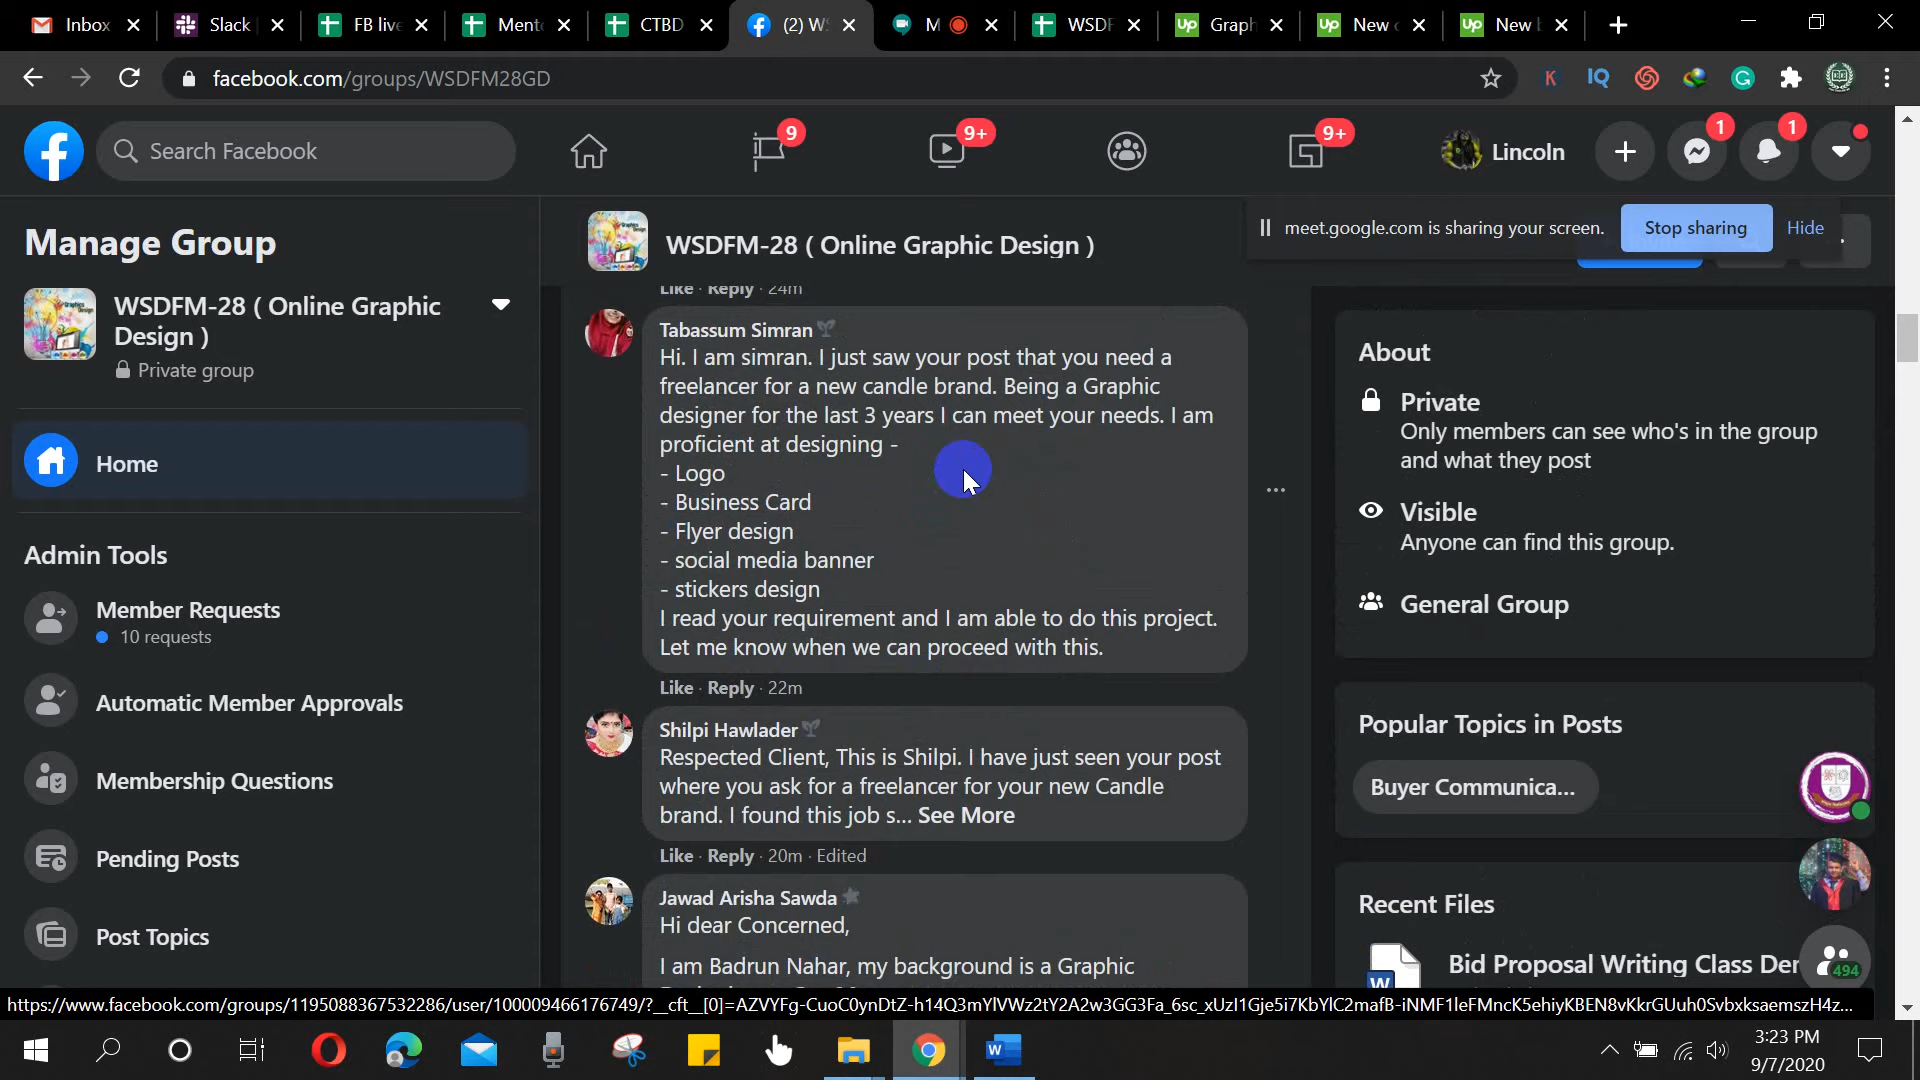 Inbox
Slack
FB live
Mento
CTBD
(2) WS
M
WSDF
Up
Graph
Up
New
Up
New
facebook.com/groups/WSDFM28GD
K
IQ
Search Facebook
9
9+
9+
Lincoln
1
1
Manage Group
WSDFM-28 ( Online Graphic Design )
meet.google.com is sharing your screen.
Stop sharing
Hide
WSDFM-28 ( Online Graphic
Design )
Private group
Home
Admin Tools
Member Requests
10 requests
Automatic Member Approvals
Membership Questions
Pending Posts
Post Topics
Like · Reply · 24m
Tabassum Simran
Hi. I am simran. I just saw your post that you need a
freelancer for a new candle brand. Being a Graphic
designer for the last 3 years I can meet your needs. I am
proficient at designing -
- Logo
- Business Card
- Flyer design
- social media banner
- stickers design
I read your requirement and I am able to do this project.
Let me know when we can proceed with this.
Like · Reply · 22m
Shilpi Hawlader
Respected Client, This is Shilpi. I have just seen your post
where you ask for a freelancer for your new Candle
brand. I found this job s... See More
Like · Reply · 20m · Edited
Jawad Arisha Sawda
Hi dear Concerned,
I am Badrun Nahar, my background is a Graphic
About
Private
Only members can see who's in the group
and what they post
Visible
Anyone can find this group.
General Group
Popular Topics in Posts
Buyer Communica...
Recent Files
W
Bid Proposal Writing Class Der
494
https://www.facebook.com/groups/1195088367532286/user/100009466176749/?__cft__[0]=AZVYFg-CuoC0ynDtZ-h14Q3mYlVWz2tY2A2w3GG3Fa_6sc_xUzI1Gje5i7KbYlC2mafB-iNMF1leFMncK5ehiyKBEN8vKkrGUuh0SvbxksaemszH4z...
W
3:23 PM
9/7/2020